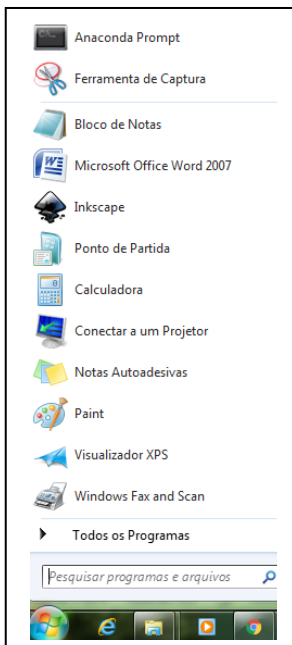 Anaconda Prompt
Ferramenta de Captura
Bloco de Notas
Microsoft Office Word 2007
Inkscape
Ponto de Partida
Calculadora
Conectar a um Projetor
Notas Autoadesivas
Paint
Visualizador XPS
Windows Fax and Scan
Todos os Programas
Pesquisar programas e arquivos